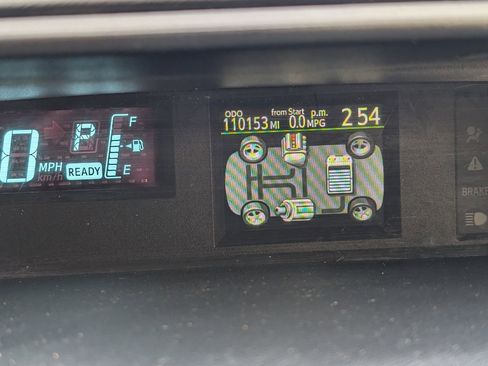 ODO from Start p.m.
110153 MI 0.0 MPG 2 54
F
P
0 MPH READY
km/h
E
BRAKE